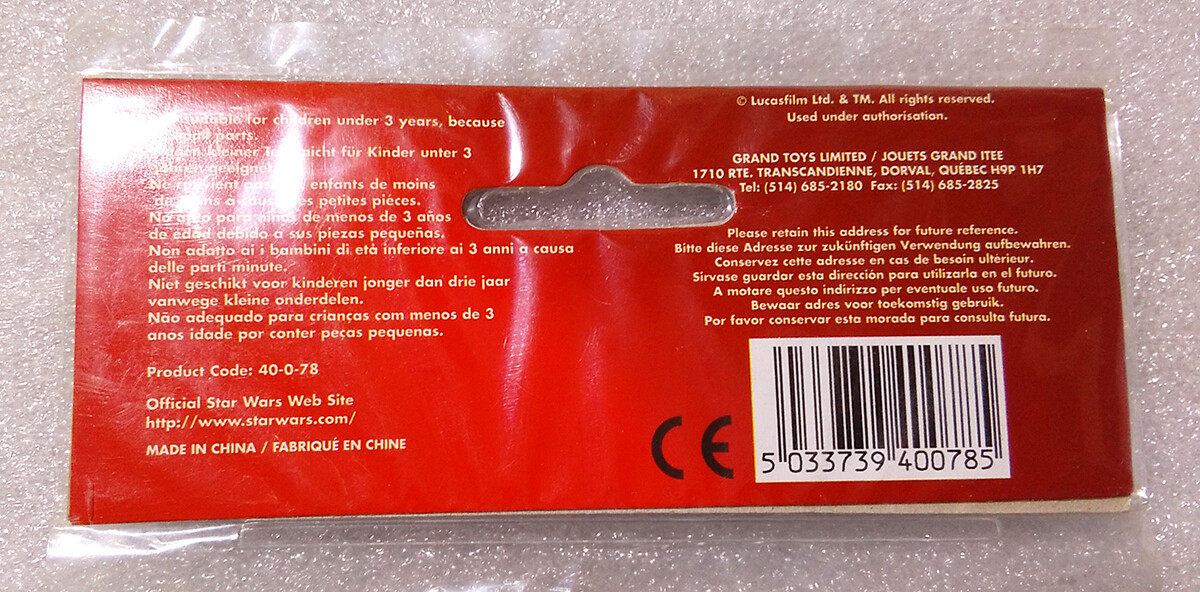 suitable for children under 3 years, because
small parts.
kleiner Teile nicht für Kinder unter 3
Jahren geeignet.
Ne convient pas enfants de moins
de ans a cause des petites pièces.
No apto para niños de menos de 3 años
de edad debido a sus piezas pequeñas.
Non adatto ai i bambini di età inferiore ai 3 anni a causa
delle parti minute.
Niet geschikt voor kinderen jonger dan drie jaar
vanwege kleine onderdelen.
Não adequado para crianças com menos de 3
anos idade por conter peças pequenas.
Product Code: 40-0-78
Official Star Wars Web Site
http://www.starwars.com/
MADE IN CHINA / FABRIQUÉ EN CHINE
© Lucasfilm Ltd. & TM. All rights reserved.
Used under authorisation.
GRAND TOYS LIMITED / JOUETS GRAND ITEE
1710 RTE. TRANSCANDIENNE, DORVAL, QUÉBEC H9P 1H7
Tel: (514) 685-2180 Fax: (514) 685-2825
Please retain this address for future reference.
Bitte diese Adresse zur zukünftigen Verwendung aufbewahren.
Conservez cette adresse en cas de besoin ultérieur.
Sirvase guardar esta dirección para utilizarla en el futuro.
A motare questo indirizzo per eventuale uso futuro.
Bewaar adres voor toekomstig gebruik.
Por favor conservar esta morada para consulta futura.
CE
5 033739 400785